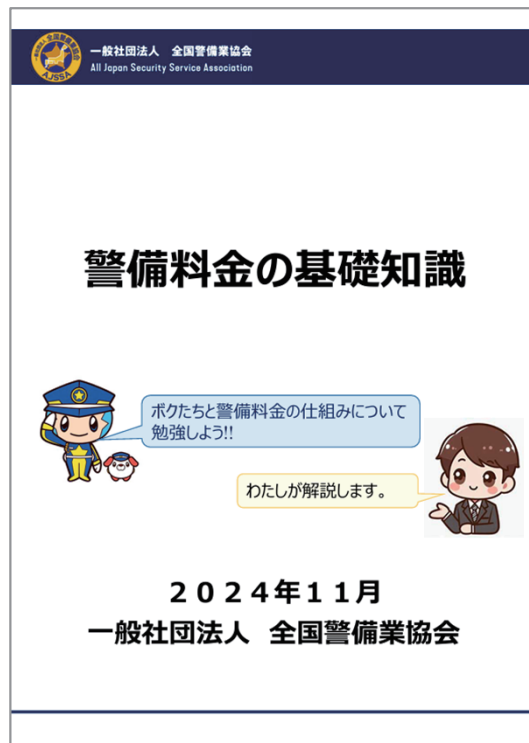 一般社団法人 全国警備業協会
All Japan Security Service Association
AJSSA
警備料金の基礎知識
ボクたちと警備料金の仕組みについて
勉強しよう!!
わたしが解説します。
2024年11月
一般社団法人 全国警備業協会